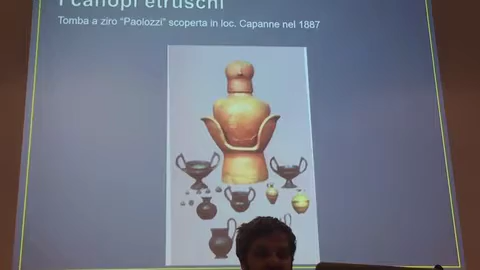 I canopi etruschi
Tomba a ziro “Paolozzi” scoperta in loc. Capanne nel 1887